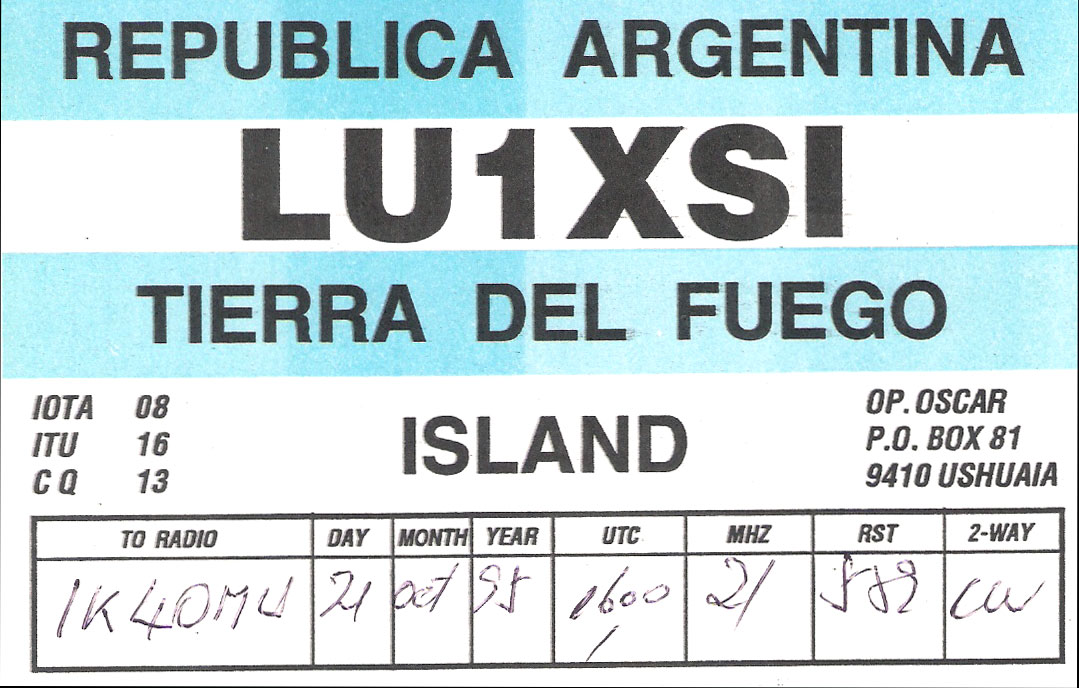 REPUBLICA ARGENTINA
LU1XSI
TIERRA DEL FUEGO
ISLAND
IOTA 08
ITU 16
CQ 13
OP. OSCAR
P.O. BOX 81
9410 USHUAIA
TO RADIO DAY MONTH YEAR UTC MHZ RST 2-WAY
IK4OMU 21 oct 95 1600 21 cw